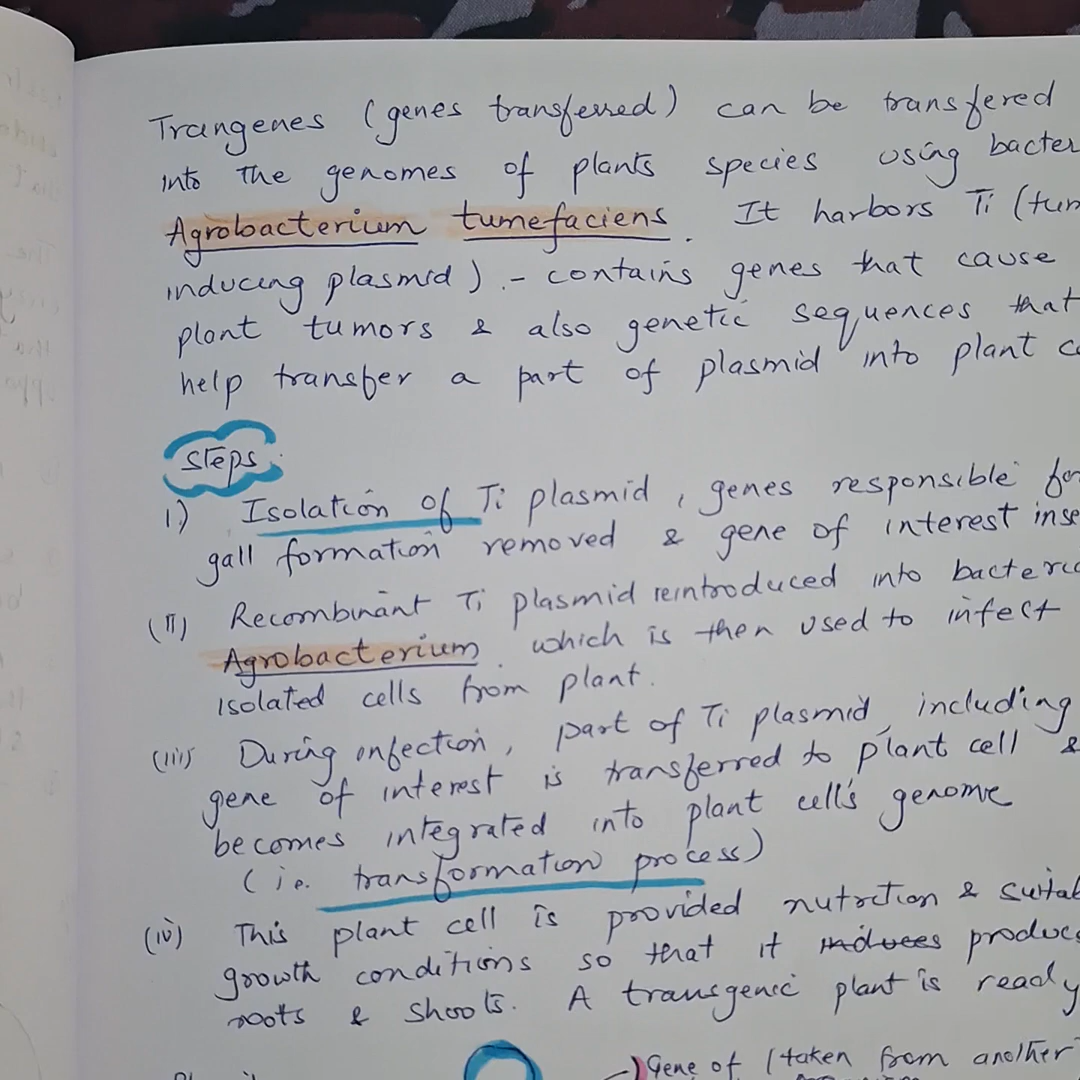 Trangenes (genes transferred) can be transfered
into the genomes of plants species using bacter
Agrobacterium tumefaciens. It harbors Ti (tum
inducing plasmid). - contains genes that cause
plant tumors & also genetic sequences that
help transfer a part of plasmid into plant c
Steps
1.) Isolation of Ti plasmid, genes responsible for
gall formation removed & gene of interest inse
(ii) Recombinant Ti plasmid reintroduced into bacteri
Agrobacterium. which is then used to infect
isolated cells from plant.
(iii) During infection, part of Ti plasmid, including
gene of interest is transferred to plant cell &
becomes integrated into plant cell's genome
(ie. transformation process)
(iv) This plant cell is provided nutrition & suitab
growth conditions so that it induces produc
roots & shoots. A transgenic plant is ready
Gene of (taken from another